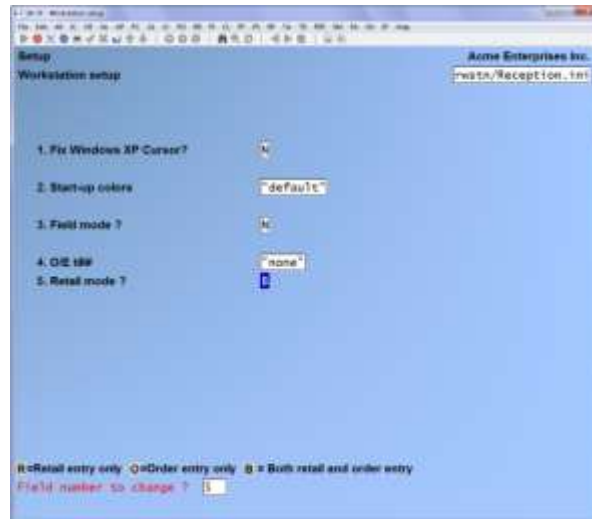 Workstation setup
Setup Acme Enterprises Inc.
Workstation setup rwstn/Reception.ini
1. Fix Windows XP Cursor? N
2. Start-up colors "default"
3. Field mode ? N
4. O/E "none"
5. Retail mode ? B
R=Retail entry only O=Order entry only B = Both retail and order entry
Field number to change ? 5